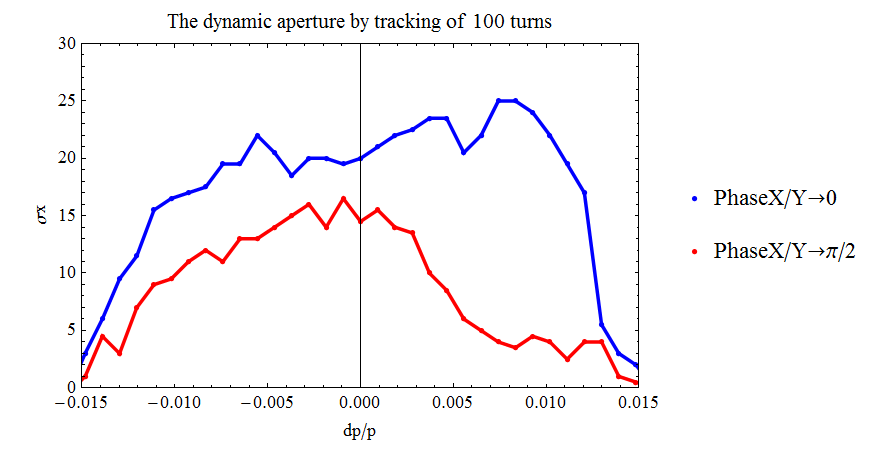 The dynamic aperture by tracking of 100 turns
30
25
20
15
10
5
0
σx
−0.015 −0.010 −0.005 0.000 0.005 0.010 0.015
dp/p
PhaseX/Y→0
PhaseX/Y→π/2